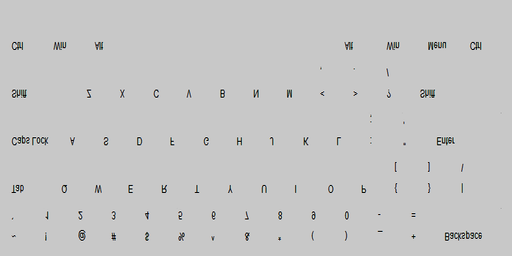 ~ ! @ # $ % ^ & * ( ) _ + Backspace
` 1 2 3 4 5 6 7 8 9 0 - =
Tab Q W E R T Y U I O P { } |
[ ] \
Caps Lock A S D F G H J K L : " Enter
; '
Shift Z X C V B N M < > ? Shift
, . /
Ctrl Win Alt Alt Win Menu Ctrl